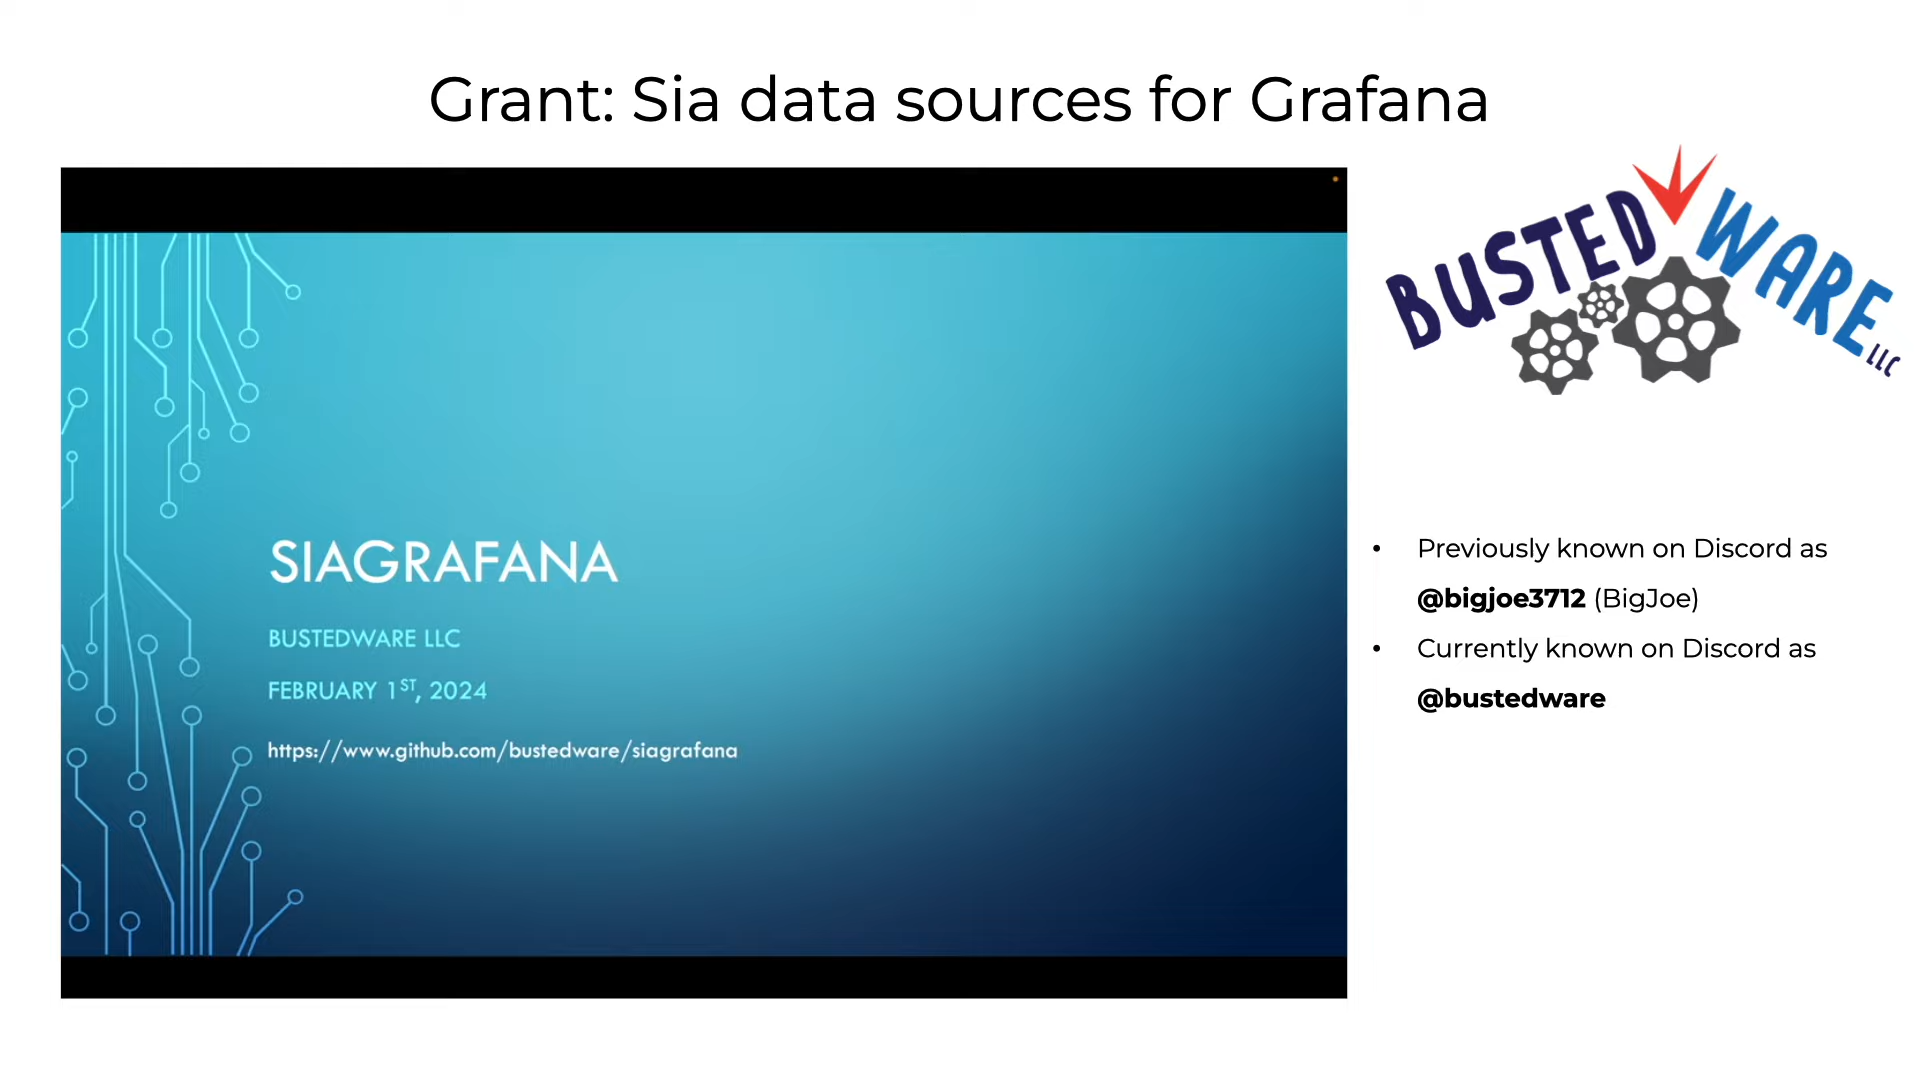 Grant: Sia data sources for Grafana
BUSTED WARE LLC
SIAGRAFANA
BUSTEDWARE LLC
FEBRUARY 1ST, 2024
https://www.github.com/bustedware/siagrafana
• Previously known on Discord as
@bigjoe3712 (BigJoe)
• Currently known on Discord as
@bustedware